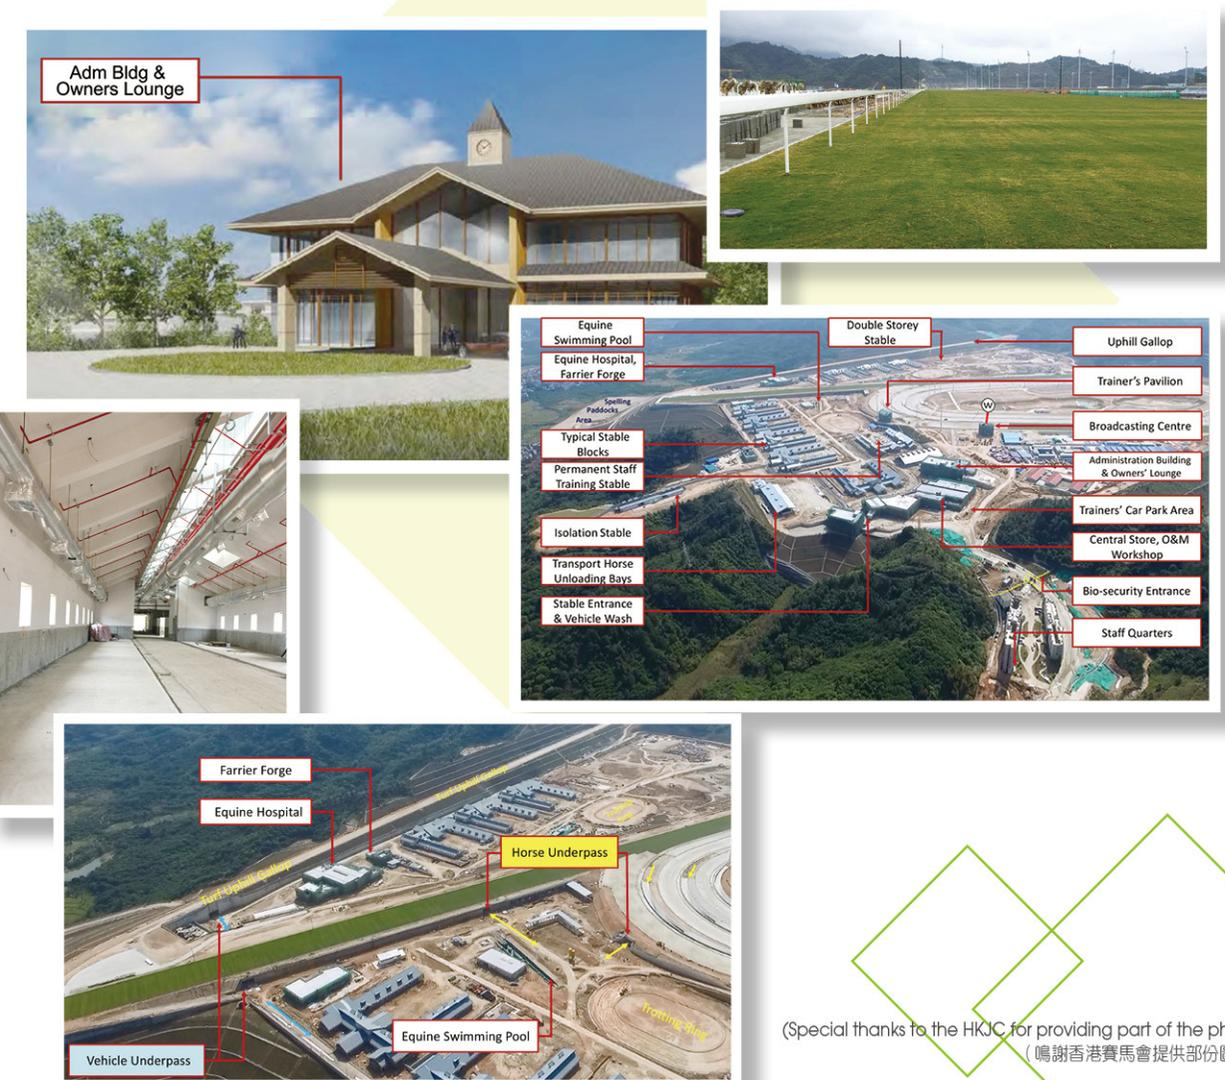 Adm Bldg &
Owners Lounge
Equine
Swimming Pool
Equine Hospital,
Farrier Forge
Double Storey
Stable
Uphill Gallop
Trainer's Pavilion
Broadcasting Centre
Administration Building
& Owners' Lounge
Trainers' Car Park Area
Central Store, O&M
Workshop
Bio-security Entrance
Staff Quarters
W
Spelling
Paddocks
Area
Typical Stable
Blocks
Permanent Staff
Training Stable
Isolation Stable
Transport Horse
Unloading Bays
Stable Entrance
& Vehicle Wash
Farrier Forge
Equine Hospital
Turf Uphill Gallop
Turf Uphill Gallop
Horse Underpass
Equine Swimming Pool
Trotting Ring
Vehicle Underpass
(Special thanks to the HKJC for providing part of the ph
(鳴謝香港賽馬會提供部份